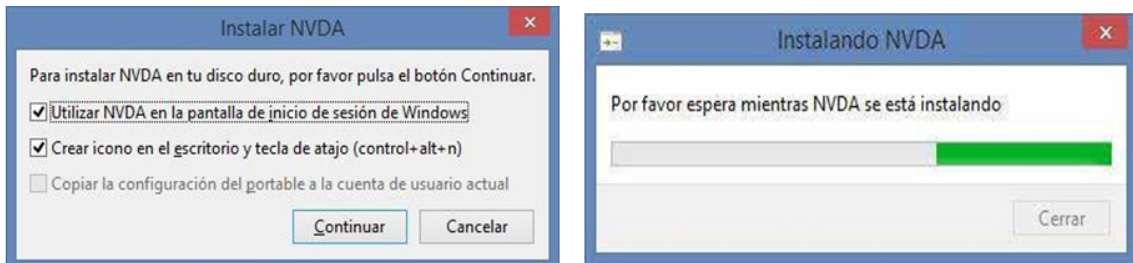 Instalar NVDA
Para instalar NVDA en tu disco duro, por favor pulsa el botón Continuar.
Utilizar NVDA en la pantalla de inicio de sesión de Windows
Crear icono en el escritorio y tecla de atajo (control+alt+n)
Copiar la configuración del portable a la cuenta de usuario actual
Continuar Cancelar
Instalando NVDA
Por favor espera mientras NVDA se está instalando
Cerrar